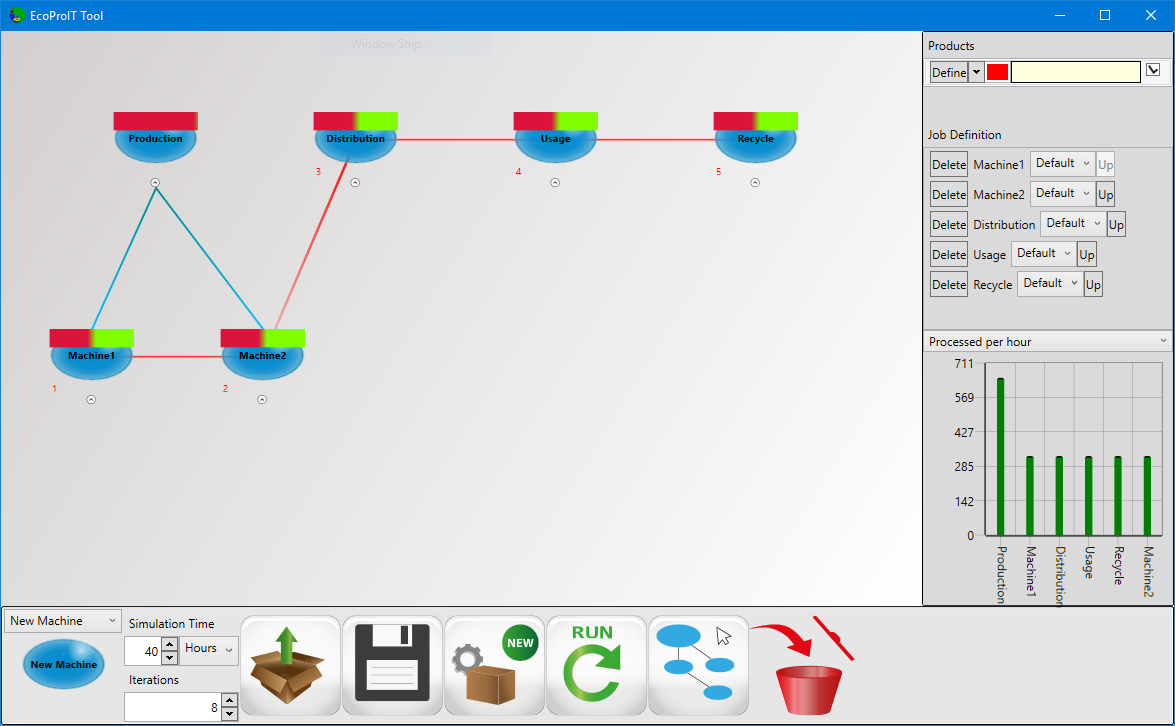 EcoProIT Tool
Window Snip
Production
Distribution
Usage
Recycle
3
4
5
Machine1
Machine2
1
2
Products
Define
Job Definition
Delete Machine1 Default Up
Delete Machine2 Default Up
Delete Distribution Default Up
Delete Usage Default Up
Delete Recycle Default Up
Processed per hour
711
569
427
285
142
0
Production
Machine1
Distribution
Usage
Recycle
Machine2
New Machine
New Machine
Simulation Time
40 Hours
Iterations
8
NEW
RUN